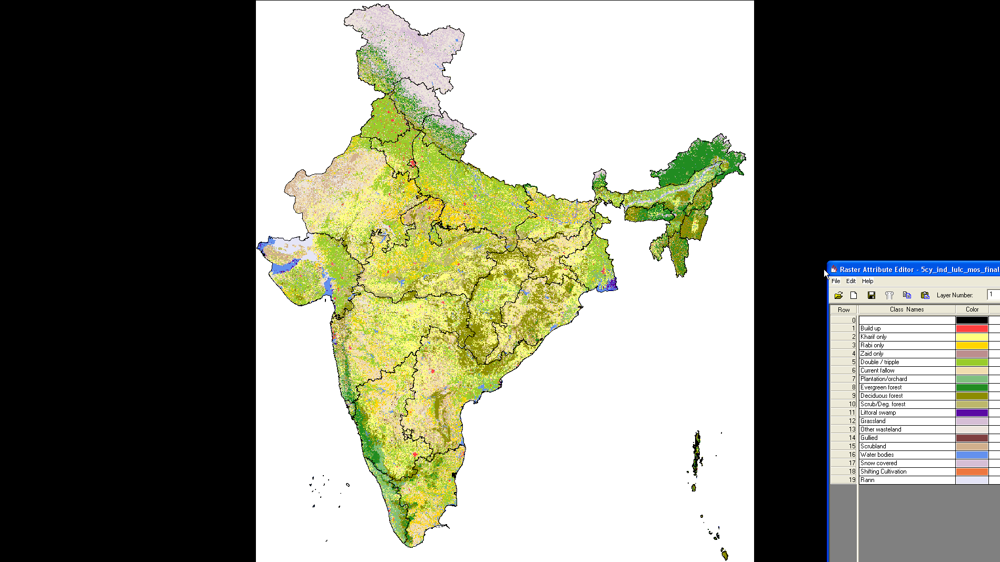 Raster Attribute Editor - 5cy_ind_lulc_mos_final
File Edit Help
Layer Number: 1
Row Class Names Color
0
1 Build up
2 Kharif only
3 Rabi only
4 Zaid only
5 Double / tripple
6 Current fallow
7 Plantation/orchard
8 Evergreen forest
9 Deciduous forest
10 Scrub/Deg. forest
11 Littoral swamp
12 Grassland
13 Other wasteland
14 Gullied
15 Scrubland
16 Water bodies
17 Snow covered
18 Shifting Cultivation
19 Rann